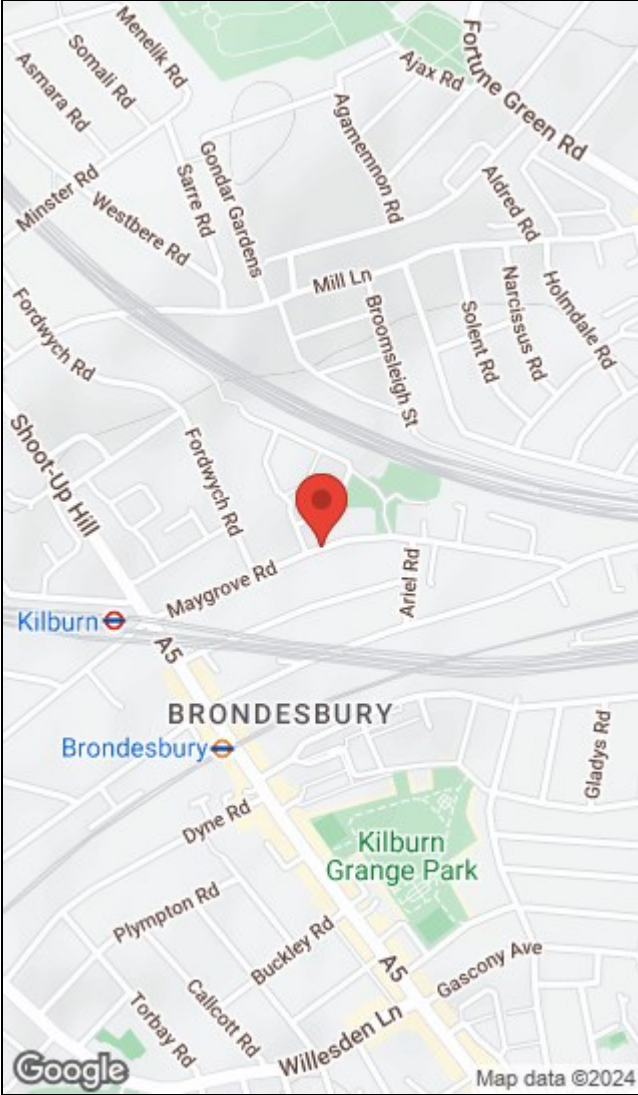 Menelik Rd
Somali Rd
Asmara Rd
Fortune Green Rd
Ajax Rd
Agamemnon Rd
Gondar Gardens
Sarre Rd
Minster Rd
Westbere Rd
Aldred Rd
Mill Ln
Narcissus Rd
Holmdale Rd
Solent Rd
Broomsleigh St
Fordwych Rd
Shoot-Up Hill
Fordwych Rd
Maygrove Rd
Ariel Rd
Kilburn
A5
BRONDESBURY
Brondesbury
Gladys Rd
Dyne Rd
Kilburn
Grange Park
Plympton Rd
Buckley Rd
A5
Gascony Ave
Callcott Rd
Torbay Rd
Willesden Ln
Google
Map data ©2024